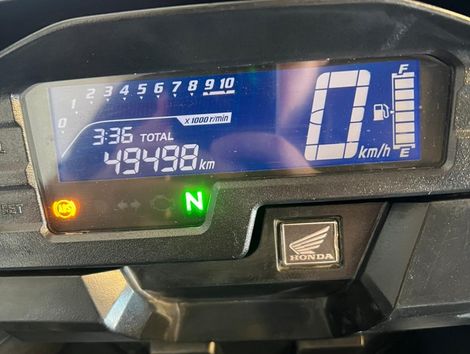 0 1 2 3 4 5 6 7 8 9 10
x 1000 r/min
3:36 TOTAL
49498 km
0 km/h
F
E
ABS
N
HONDA